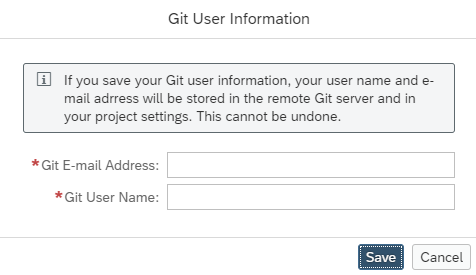 Git User Information
If you save your Git user information, your user name and e-
mail adrress will be stored in the remote Git server and in
your project settings. This cannot be undone.
*Git E-mail Address:
*Git User Name:
Save Cancel